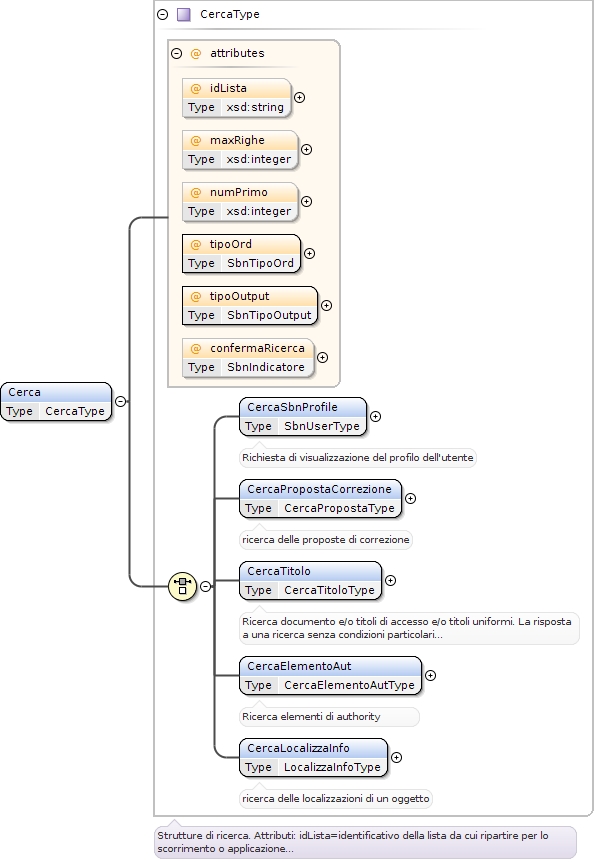 CercaType
attributes
@ idLista
Type xsd:string
@ maxRighe
Type xsd:integer
@ numPrimo
Type xsd:integer
@ tipoOrd
Type SbnTipoOrd
@ tipoOutput
Type SbnTipoOutput
@ confermaRicerca
Type SbnIndicatore
Cerca
Type CercaType
CercaSbnProfile
Type SbnUserType
Richiesta di visualizzazione del profilo dell'utente
CercaPropostaCorrezione
Type CercaPropostaType
ricerca delle proposte di correzione
CercaTitolo
Type CercaTitoloType
Ricerca documento e/o titoli di accesso e/o titoli uniformi. La risposta
a una ricerca senza condizioni particolari...
CercaElementoAut
Type CercaElementoAutType
Ricerca elementi di authority
CercaLocalizzaInfo
Type LocalizzaInfoType
ricerca delle localizzazioni di un oggetto
Strutture di ricerca. Attributi: idLista=identificativo della lista da cui ripartire per lo
scorrimento o applicazione...